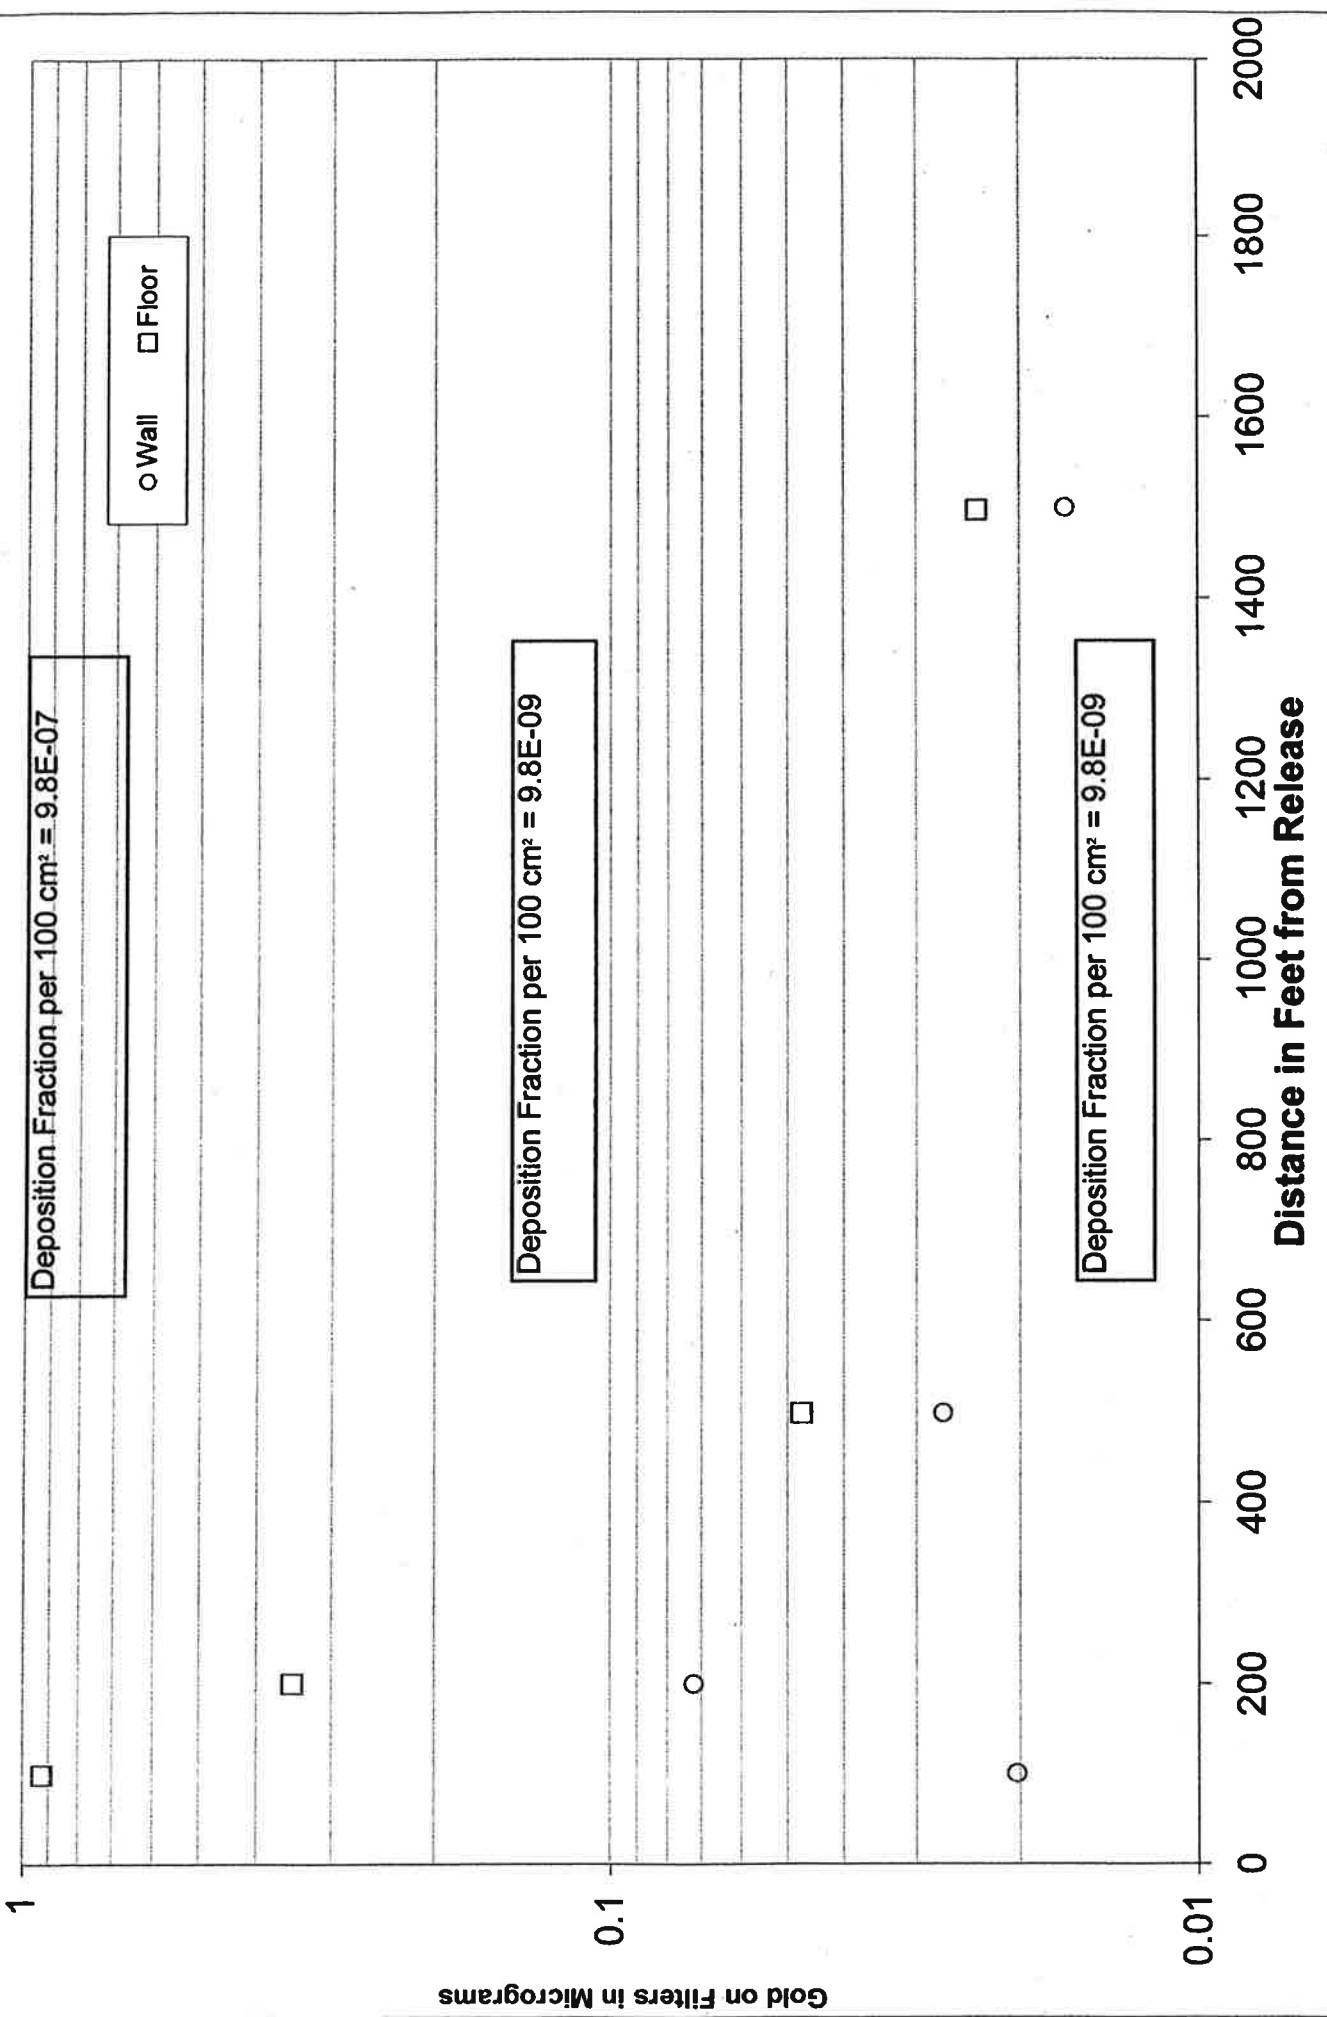 Deposition Fraction per 100 cm² = 9.8E-07
Wall Floor
Deposition Fraction per 100 cm² = 9.8E-09
Deposition Fraction per 100 cm² = 9.8E-09
Gold on Filters in Micrograms
1
0.1
0.01
0 200 400 600 800 1000 1200 1400 1600 1800 2000
Distance in Feet from Release